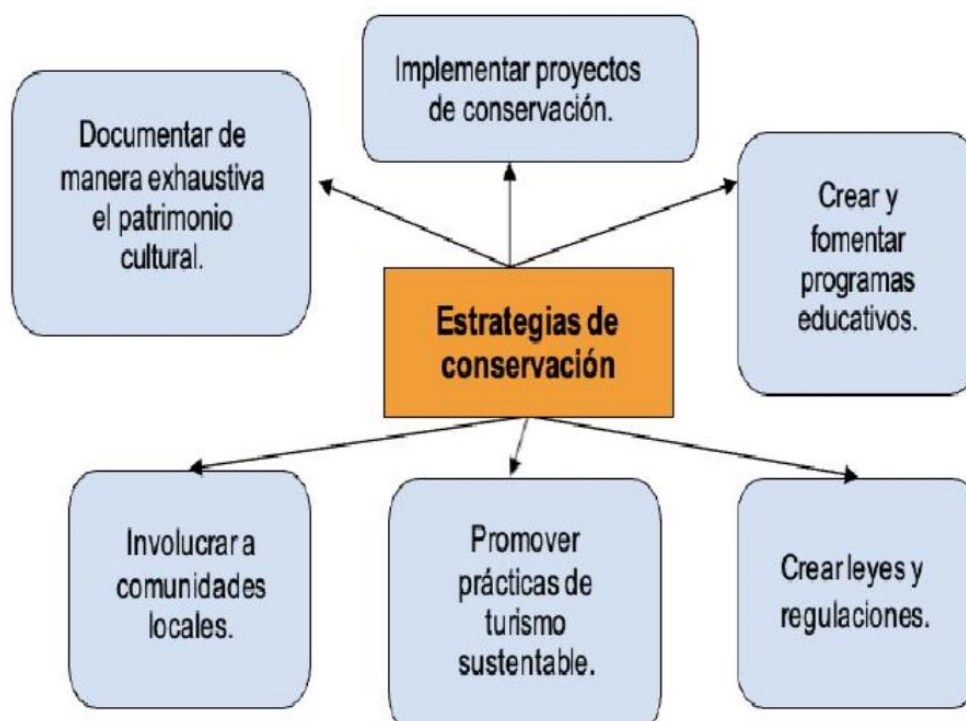 Implementar proyectos
de conservación.
Documentar de
manera exhaustiva
el patrimonio
cultural.
Crear y
fomentar
programas
educativos.
Estrategias de
conservación
Involucrar a
comunidades
locales.
Promover
prácticas de
turismo
sustentable.
Crear leyes y
regulaciones.